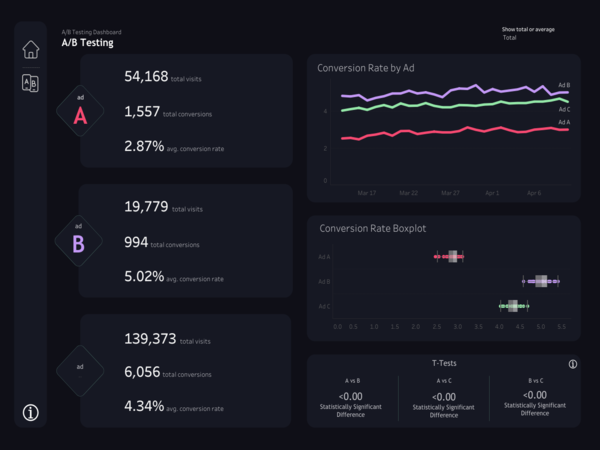 A/B Testing Dashboard
A/B Testing
Show total or average
Total
A
B
ad
A
54,168 total visits
1,557 total conversions
2.87% avg. conversion rate
ad
B
19,779 total visits
994 total conversions
5.02% avg. conversion rate
ad
139,373 total visits
6,056 total conversions
4.34% avg. conversion rate
Conversion Rate by Ad
Ad B
Ad C
Ad A
4
2
0
Mar 17 Mar 22 Mar 27 Apr 1 Apr 6
Conversion Rate Boxplot
Ad A
Ad B
Ad C
0.0 0.5 1.0 1.5 2.0 2.5 3.0 3.5 4.0 4.5 5.0 5.5
T-Tests
i
A vs B
<0.00
Statistically Significant
Difference
A vs C
<0.00
Statistically Significant
Difference
B vs C
<0.00
Statistically Significant
Difference
i